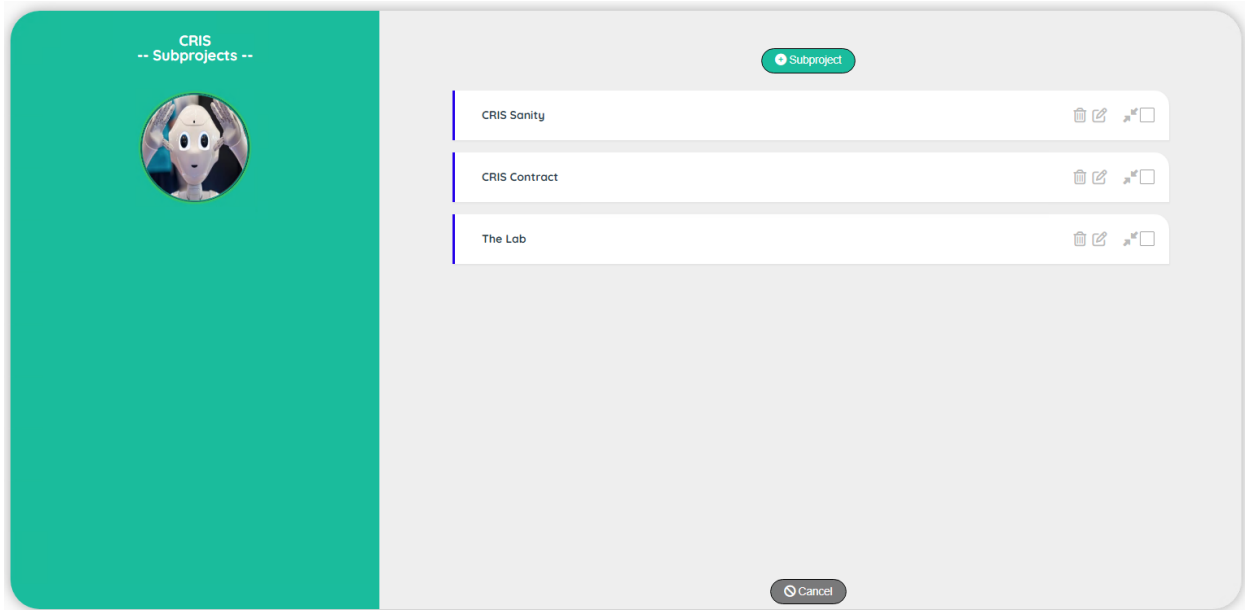 CRIS
-- Subprojects --
Subproject
CRIS Sanity
CRIS Contract
The Lab
Cancel